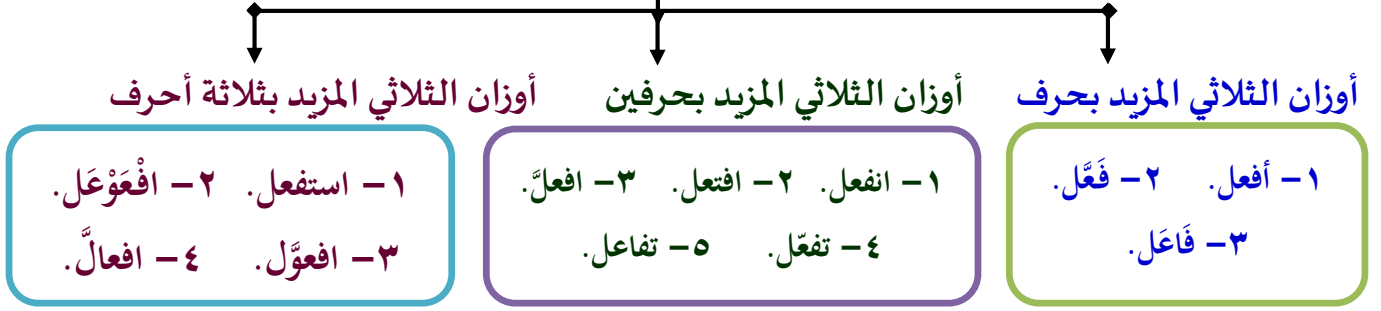 أوزان الثلاثي المزيد بحرف
١– أفعل. ٢– فَعَّل.
٣– فَاعَل.
أوزان الثلاثي المزيد بحرفين
١– انفعل. ٢– افتعل. ٣– افعلَّ.
٤– تفعّل. ٥– تفاعل.
أوزان الثلاثي المزيد بثلاثة أحرف
١– استفعل. ٢– افْعَوْعَل.
٣– افعوَّل. ٤– افعالَّ.